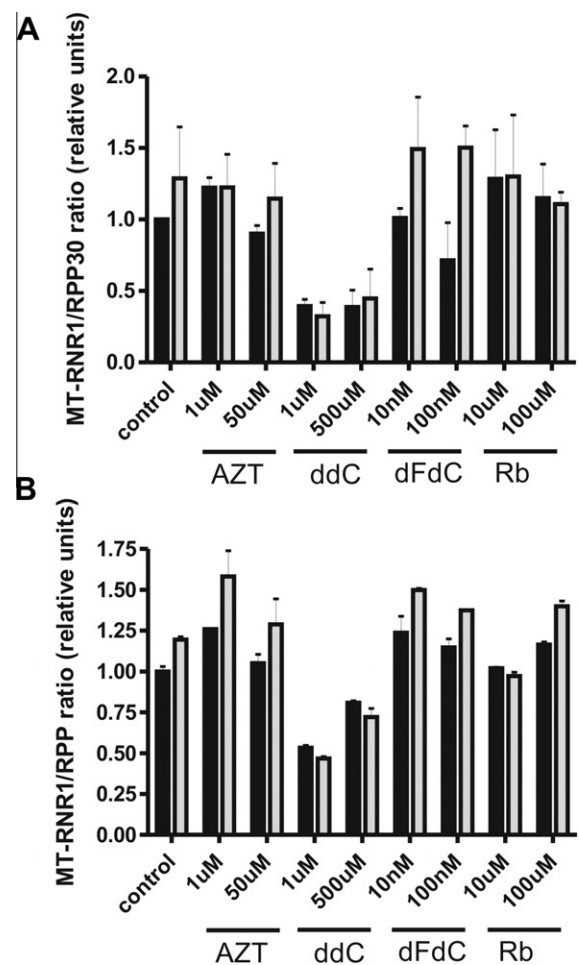 A
MT-RNR1/RPP30 ratio (relative units)
2.0
1.5
1.0
0.5
0.0
control
1uM
50uM
1uM
500uM
10nM
100nM
10uM
100uM
AZT
ddC
dFdC
Rb
B
MT-RNR1/RPP ratio (relative units)
1.75
1.50
1.25
1.00
0.75
0.50
0.25
0.00
control
1uM
50uM
1uM
500uM
10nM
100nM
10uM
100uM
AZT
ddC
dFdC
Rb